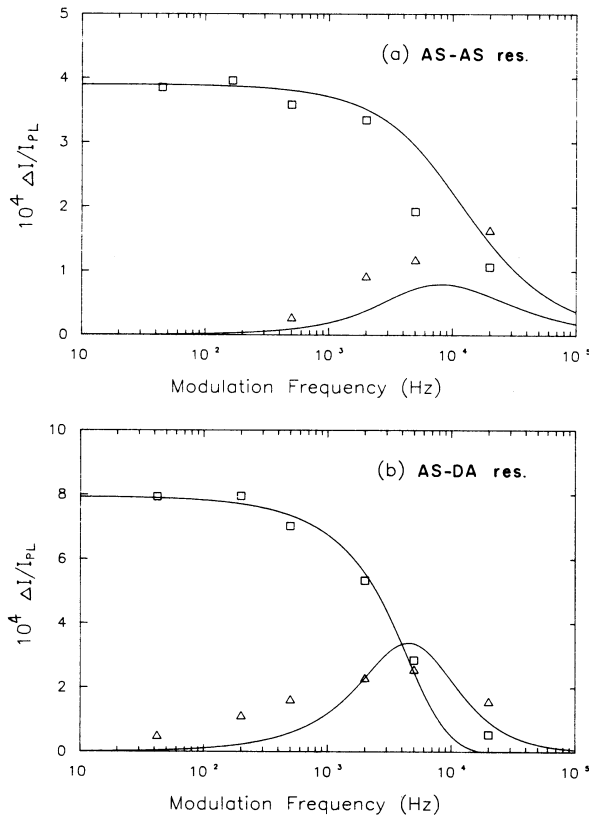 (a) AS-AS res.
5
4
3
2
1
0
10⁴ ΔI/I_PL
10 10² 10³ 10⁴ 10⁵
Modulation Frequency (Hz)
(b) AS-DA res.
10
8
6
4
2
0
10⁴ ΔI/I_PL
10 10² 10³ 10⁴ 10⁵
Modulation Frequency (Hz)